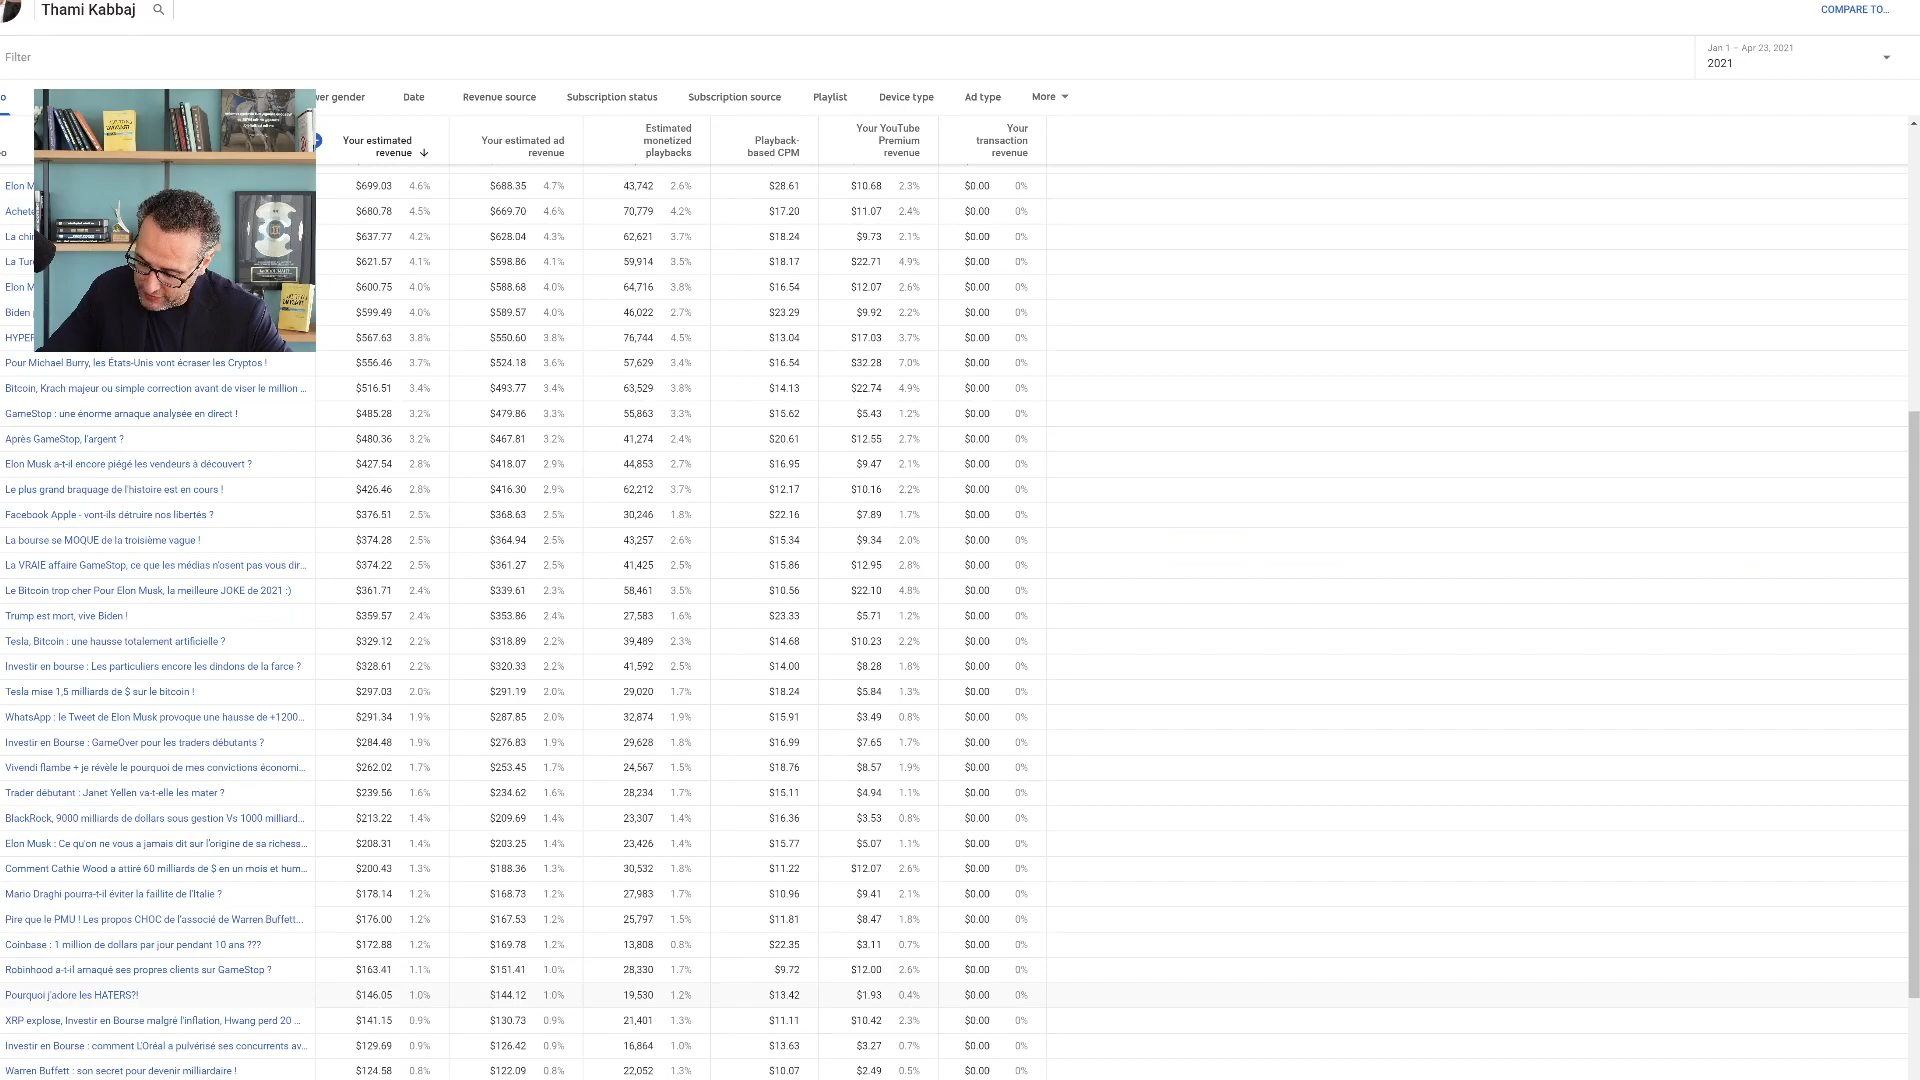 Thami Kabbaj
COMPARE TO...
Filter
Jan 1 – Apr 23, 2021
2021
wer gender Date Revenue source Subscription status Subscription source Playlist Device type Ad type More
Your estimated revenue Your estimated ad revenue Estimated monetized playbacks Playback-based CPM Your YouTube Premium revenue Your transaction revenue
Elon M $699.03 4.6% $688.35 4.7% 43,742 2.6% $28.61 $10.68 2.3% $0.00 0%
Achete $680.78 4.5% $669.70 4.6% 70,779 4.2% $17.20 $11.07 2.4% $0.00 0%
La chi $637.77 4.2% $628.04 4.3% 62,621 3.7% $18.24 $9.73 2.1% $0.00 0%
La Tur $621.57 4.1% $598.86 4.1% 59,914 3.5% $18.17 $22.71 4.9% $0.00 0%
Elon M $600.75 4.0% $588.68 4.0% 64,716 3.8% $16.54 $12.07 2.6% $0.00 0%
Biden $599.49 4.0% $589.57 4.0% 46,022 2.7% $23.29 $9.92 2.2% $0.00 0%
HYPER $567.63 3.8% $550.60 3.8% 76,744 4.5% $13.04 $17.03 3.7% $0.00 0%
Pour Michael Burry, les États-Unis vont écraser les Cryptos ! $556.46 3.7% $524.18 3.6% 57,629 3.4% $16.54 $32.28 7.0% $0.00 0%
Bitcoin, Krach majeur ou simple correction avant de viser le million ... $516.51 3.4% $493.77 3.4% 63,529 3.8% $14.13 $22.74 4.9% $0.00 0%
GameStop : une énorme arnaque analysée en direct ! $485.28 3.2% $479.86 3.3% 55,863 3.3% $15.62 $5.43 1.2% $0.00 0%
Après GameStop, l'argent ? $480.36 3.2% $467.81 3.2% 41,274 2.4% $20.61 $12.55 2.7% $0.00 0%
Elon Musk a-t-il encore piégé les vendeurs à découvert ? $427.54 2.8% $418.07 2.9% 44,853 2.7% $16.95 $9.47 2.1% $0.00 0%
Le plus grand braquage de l'histoire est en cours ! $426.46 2.8% $416.30 2.9% 62,212 3.7% $12.17 $10.16 2.2% $0.00 0%
Facebook Apple - vont-ils détruire nos libertés ? $376.51 2.5% $368.63 2.5% 30,246 1.8% $22.16 $7.89 1.7% $0.00 0%
La bourse se MOQUE de la troisième vague ! $374.28 2.5% $364.94 2.5% 43,257 2.6% $15.34 $9.34 2.0% $0.00 0%
La VRAIE affaire GameStop, ce que les médias n'osent pas vous dir... $374.22 2.5% $361.27 2.5% 41,425 2.5% $15.86 $12.95 2.8% $0.00 0%
Le Bitcoin trop cher Pour Elon Musk, la meilleure JOKE de 2021 :) $361.71 2.4% $339.61 2.3% 58,461 3.5% $10.56 $22.10 4.8% $0.00 0%
Trump est mort, vive Biden ! $359.57 2.4% $353.86 2.4% 27,583 1.6% $23.33 $5.71 1.2% $0.00 0%
Tesla, Bitcoin : une hausse totalement artificielle ? $329.12 2.2% $318.89 2.2% 39,489 2.3% $14.68 $10.23 2.2% $0.00 0%
Investir en bourse : Les particuliers encore les dindons de la farce ? $328.61 2.2% $320.33 2.2% 41,592 2.5% $14.00 $8.28 1.8% $0.00 0%
Tesla mise 1,5 milliards de $ sur le bitcoin ! $297.03 2.0% $291.19 2.0% 29,020 1.7% $18.24 $5.84 1.3% $0.00 0%
WhatsApp : le Tweet de Elon Musk provoque une hausse de +1200... $291.34 1.9% $287.85 2.0% 32,874 1.9% $15.91 $3.49 0.8% $0.00 0%
Investir en Bourse : GameOver pour les traders débutants ? $284.48 1.9% $276.83 1.9% 29,628 1.8% $16.99 $7.65 1.7% $0.00 0%
Vivendi flambe + je révèle le pourquoi de mes convictions économi... $262.02 1.7% $253.45 1.7% 24,567 1.5% $18.76 $8.57 1.9% $0.00 0%
Trader débutant : Janet Yellen va-t-elle les mater ? $239.56 1.6% $234.62 1.6% 28,234 1.7% $15.11 $4.94 1.1% $0.00 0%
BlackRock, 9000 milliards de dollars sous gestion Vs 1000 milliard... $213.22 1.4% $209.69 1.4% 23,307 1.4% $16.36 $3.53 0.8% $0.00 0%
Elon Musk : Ce qu'on ne vous a jamais dit sur l'origine de sa richess... $208.31 1.4% $203.25 1.4% 23,426 1.4% $15.77 $5.07 1.1% $0.00 0%
Comment Cathie Wood a attiré 60 milliards de $ en un mois et hum... $200.43 1.3% $188.36 1.3% 30,532 1.8% $11.22 $12.07 2.6% $0.00 0%
Mario Draghi pourra-t-il éviter la faillite de l'Italie ? $178.14 1.2% $168.73 1.2% 27,983 1.7% $10.96 $9.41 2.1% $0.00 0%
Pire que le PMU ! Les propos CHOC de l'associé de Warren Buffett... $176.00 1.2% $167.53 1.2% 25,797 1.5% $11.81 $8.47 1.8% $0.00 0%
Coinbase : 1 million de dollars par jour pendant 10 ans ??? $172.88 1.2% $169.78 1.2% 13,808 0.8% $22.35 $3.11 0.7% $0.00 0%
Robinhood a-t-il arnaqué ses propres clients sur GameStop ? $163.41 1.1% $151.41 1.0% 28,330 1.7% $9.72 $12.00 2.6% $0.00 0%
Pourquoi j'adore les HATERS?! $146.05 1.0% $144.12 1.0% 19,530 1.2% $13.42 $1.93 0.4% $0.00 0%
XRP explose, Investir en Bourse malgré l'inflation, Hwang perd 20 ... $141.15 0.9% $130.73 0.9% 21,401 1.3% $11.11 $10.42 2.3% $0.00 0%
Investir en Bourse : comment L'Oréal a pulvérisé ses concurrents av... $129.69 0.9% $126.42 0.9% 16,864 1.0% $13.63 $3.27 0.7% $0.00 0%
Warren Buffett : son secret pour devenir milliardaire ! $124.58 0.8% $122.09 0.8% 22,052 1.3% $10.07 $2.49 0.5% $0.00 0%